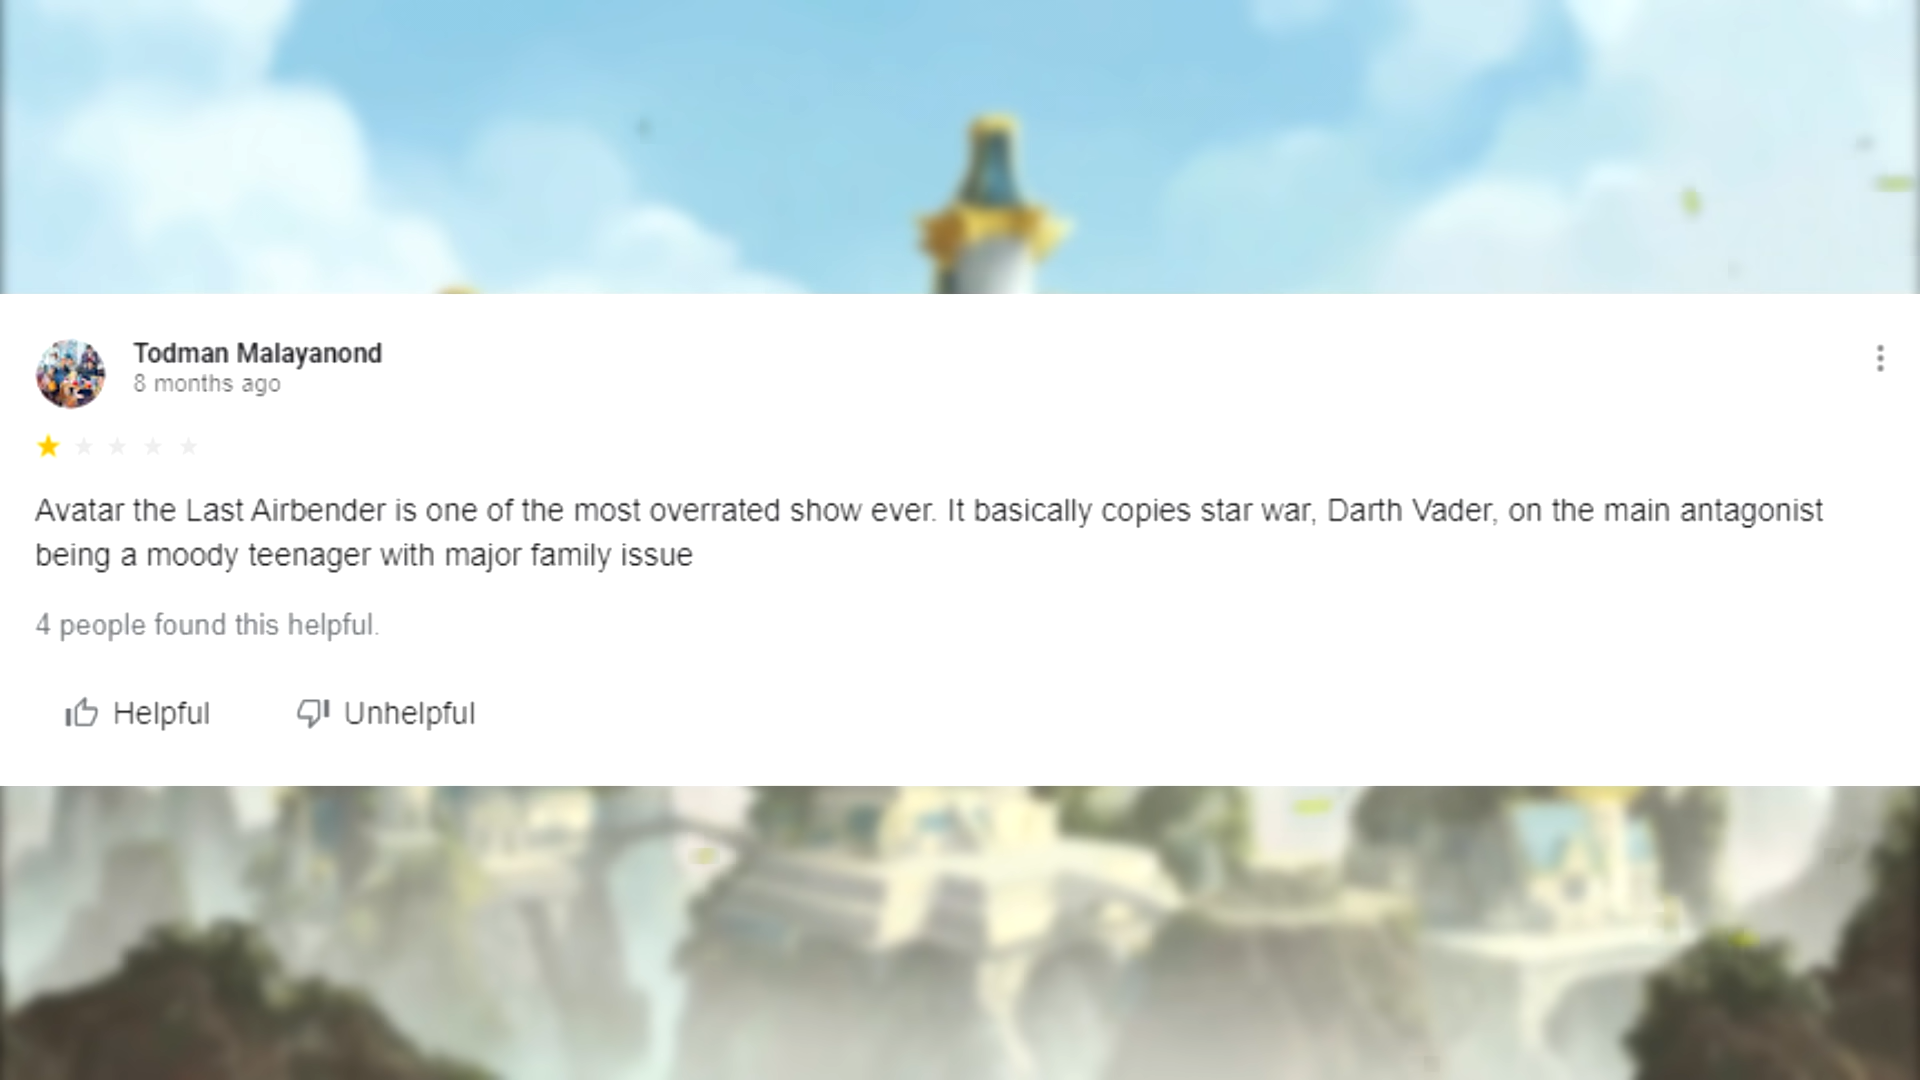 Todman Malayanond
8 months ago
Avatar the Last Airbender is one of the most overrated show ever. It basically copies star war, Darth Vader, on the main antagonist
being a moody teenager with major family issue
4 people found this helpful.
Helpful Unhelpful